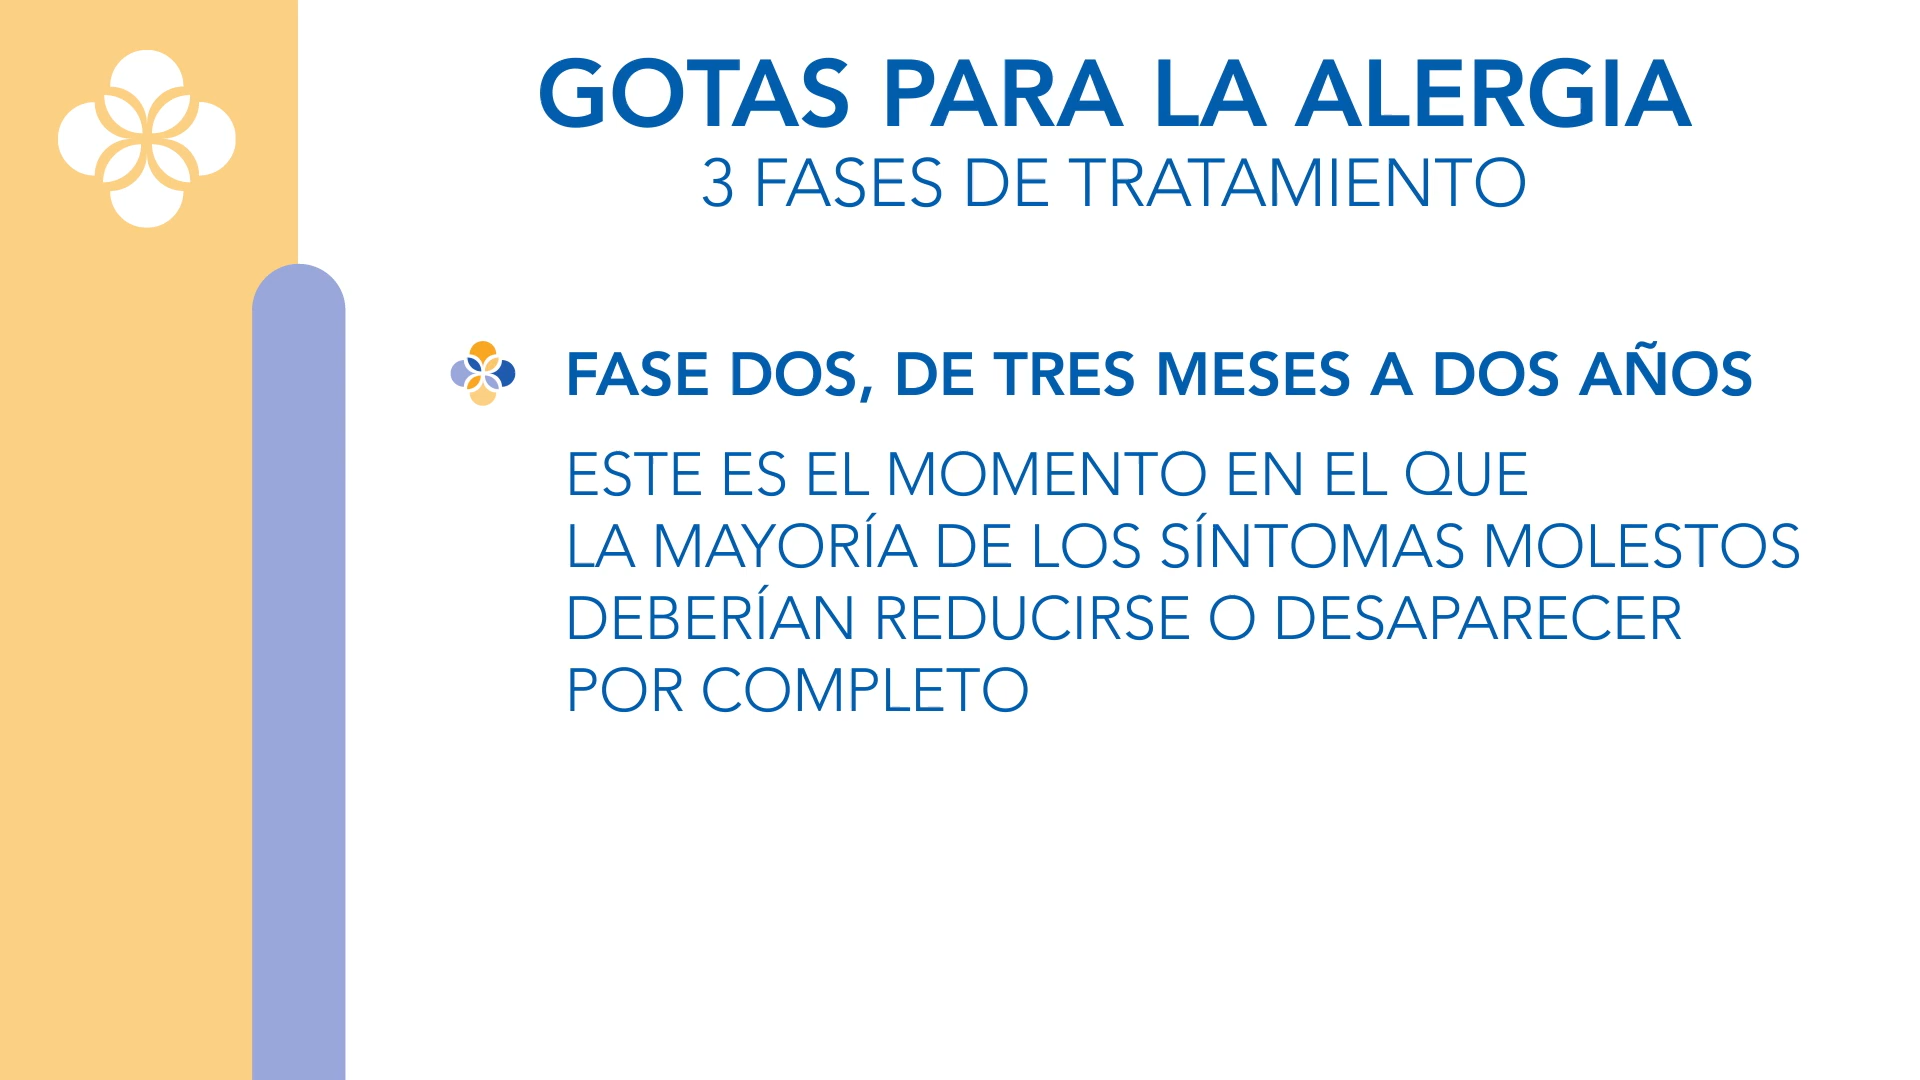 GOTAS PARA LA ALERGIA
3 FASES DE TRATAMIENTO
FASE DOS, DE TRES MESES A DOS AÑOS
ESTE ES EL MOMENTO EN EL QUE
LA MAYORÍA DE LOS SÍNTOMAS MOLESTOS
DEBERÍAN REDUCIRSE O DESAPARECER
POR COMPLETO